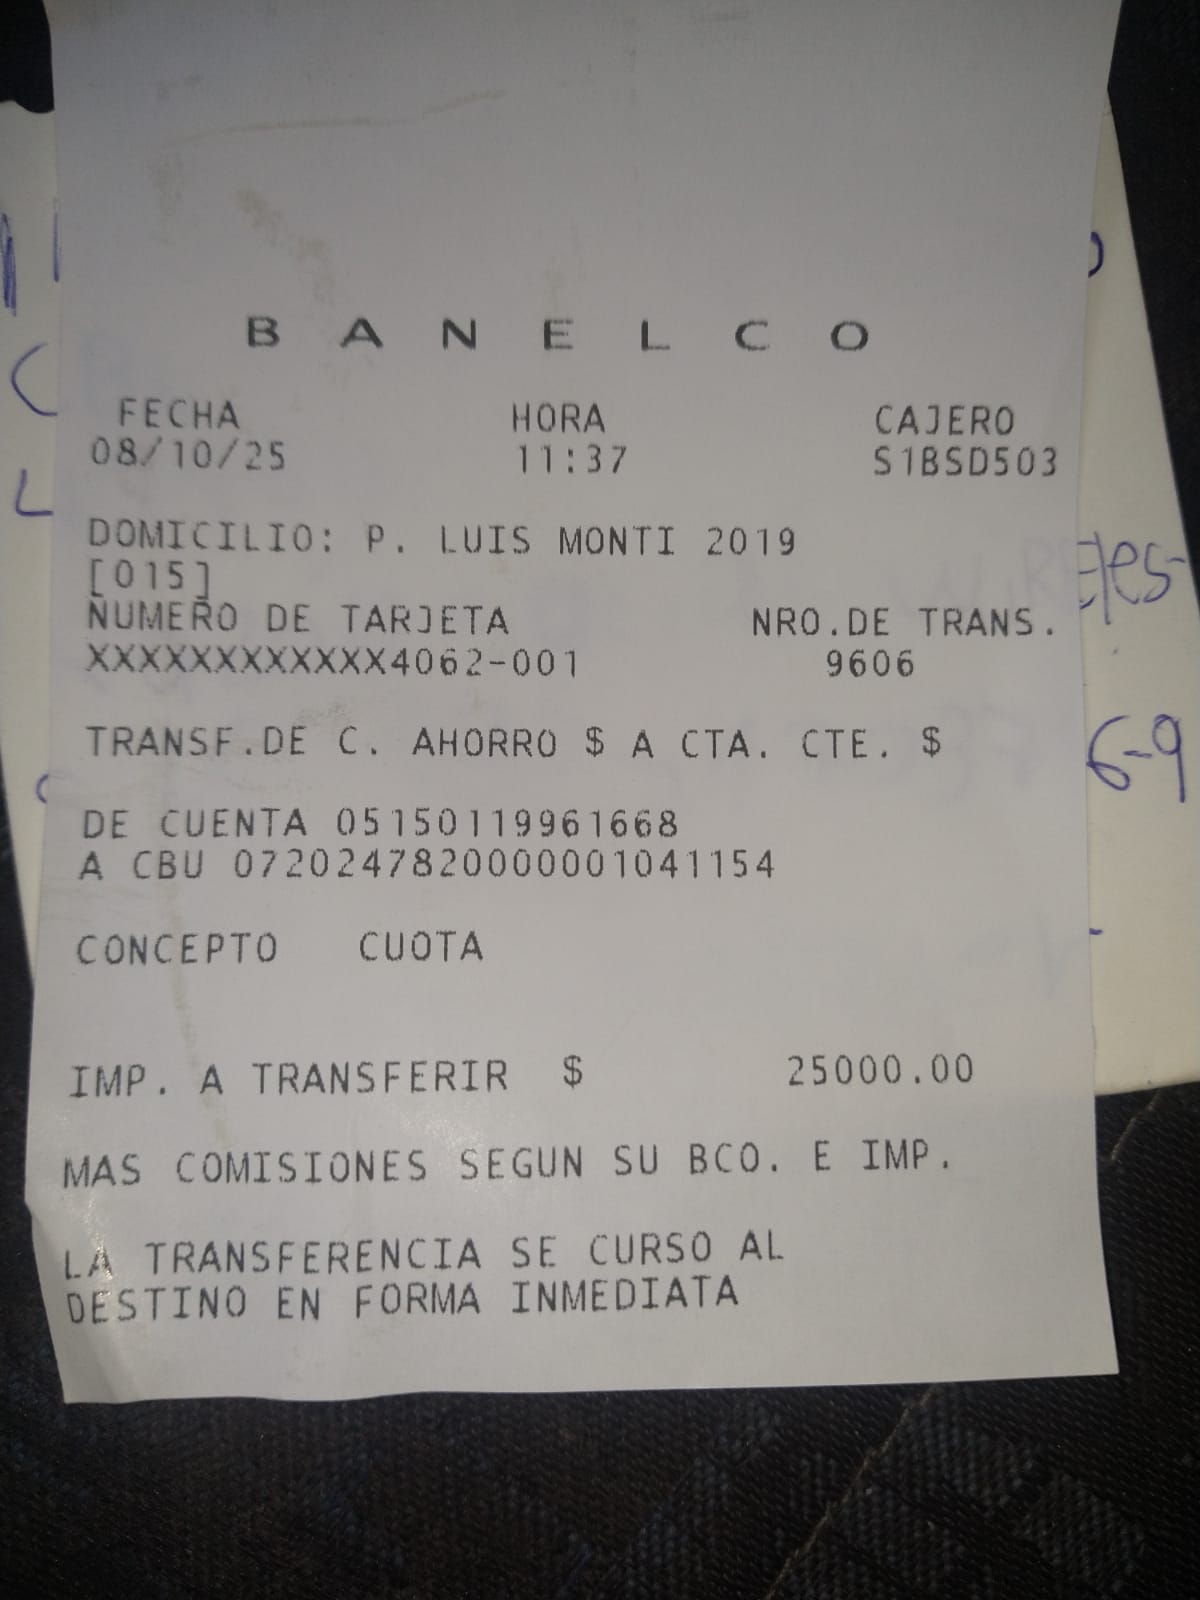 B A N E L C O
FECHA HORA CAJERO
08/10/25 11:37 S1BSD503
DOMICILIO: P. LUIS MONTI 2019
[015]
NUMERO DE TARJETA NRO.DE TRANS.
XXXXXXXXXXXX4062-001 9606
TRANSF.DE C. AHORRO $ A CTA. CTE. $
DE CUENTA 05150119961668
A CBU 0720247820000001041154
CONCEPTO CUOTA
IMP. A TRANSFERIR $ 25000.00
MAS COMISIONES SEGUN SU BCO. E IMP.
LA TRANSFERENCIA SE CURSO AL
DESTINO EN FORMA INMEDIATA
6-9